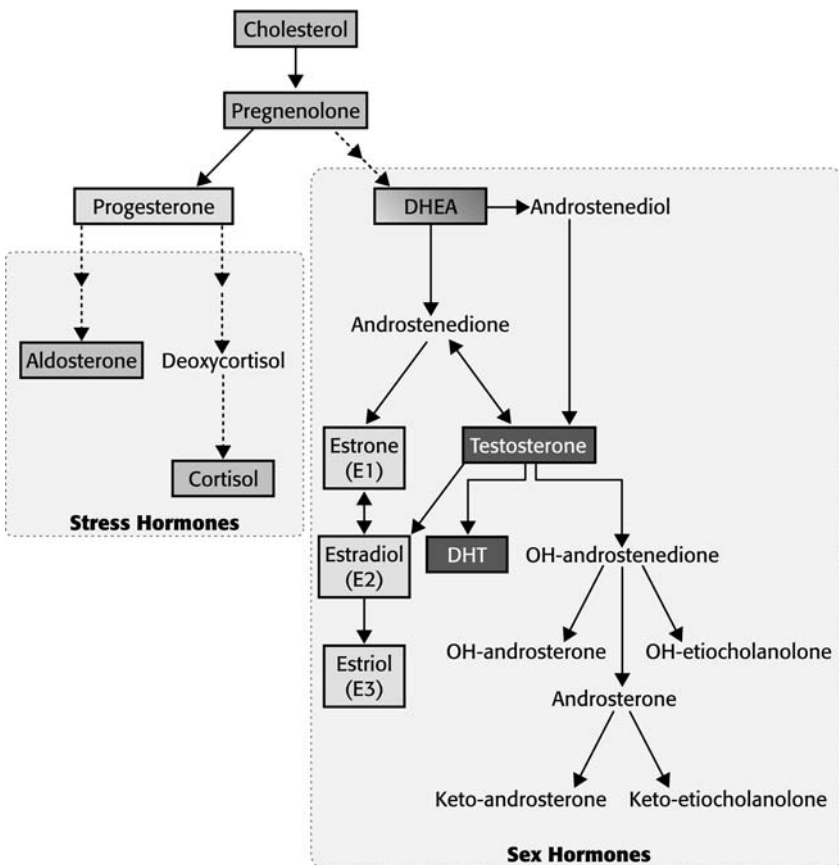 Cholesterol
Pregnenolone
Progesterone
DHEA
Androstenediol
Androstenedione
Aldosterone
Deoxycortisol
Estrone
(E1)
Testosterone
Cortisol
Stress Hormones
Estradiol
(E2)
DHT
OH-androstenedione
OH-androsterone
OH-etiocholanolone
Estriol
(E3)
Androsterone
Keto-androsterone
Keto-etiocholanolone
Sex Hormones